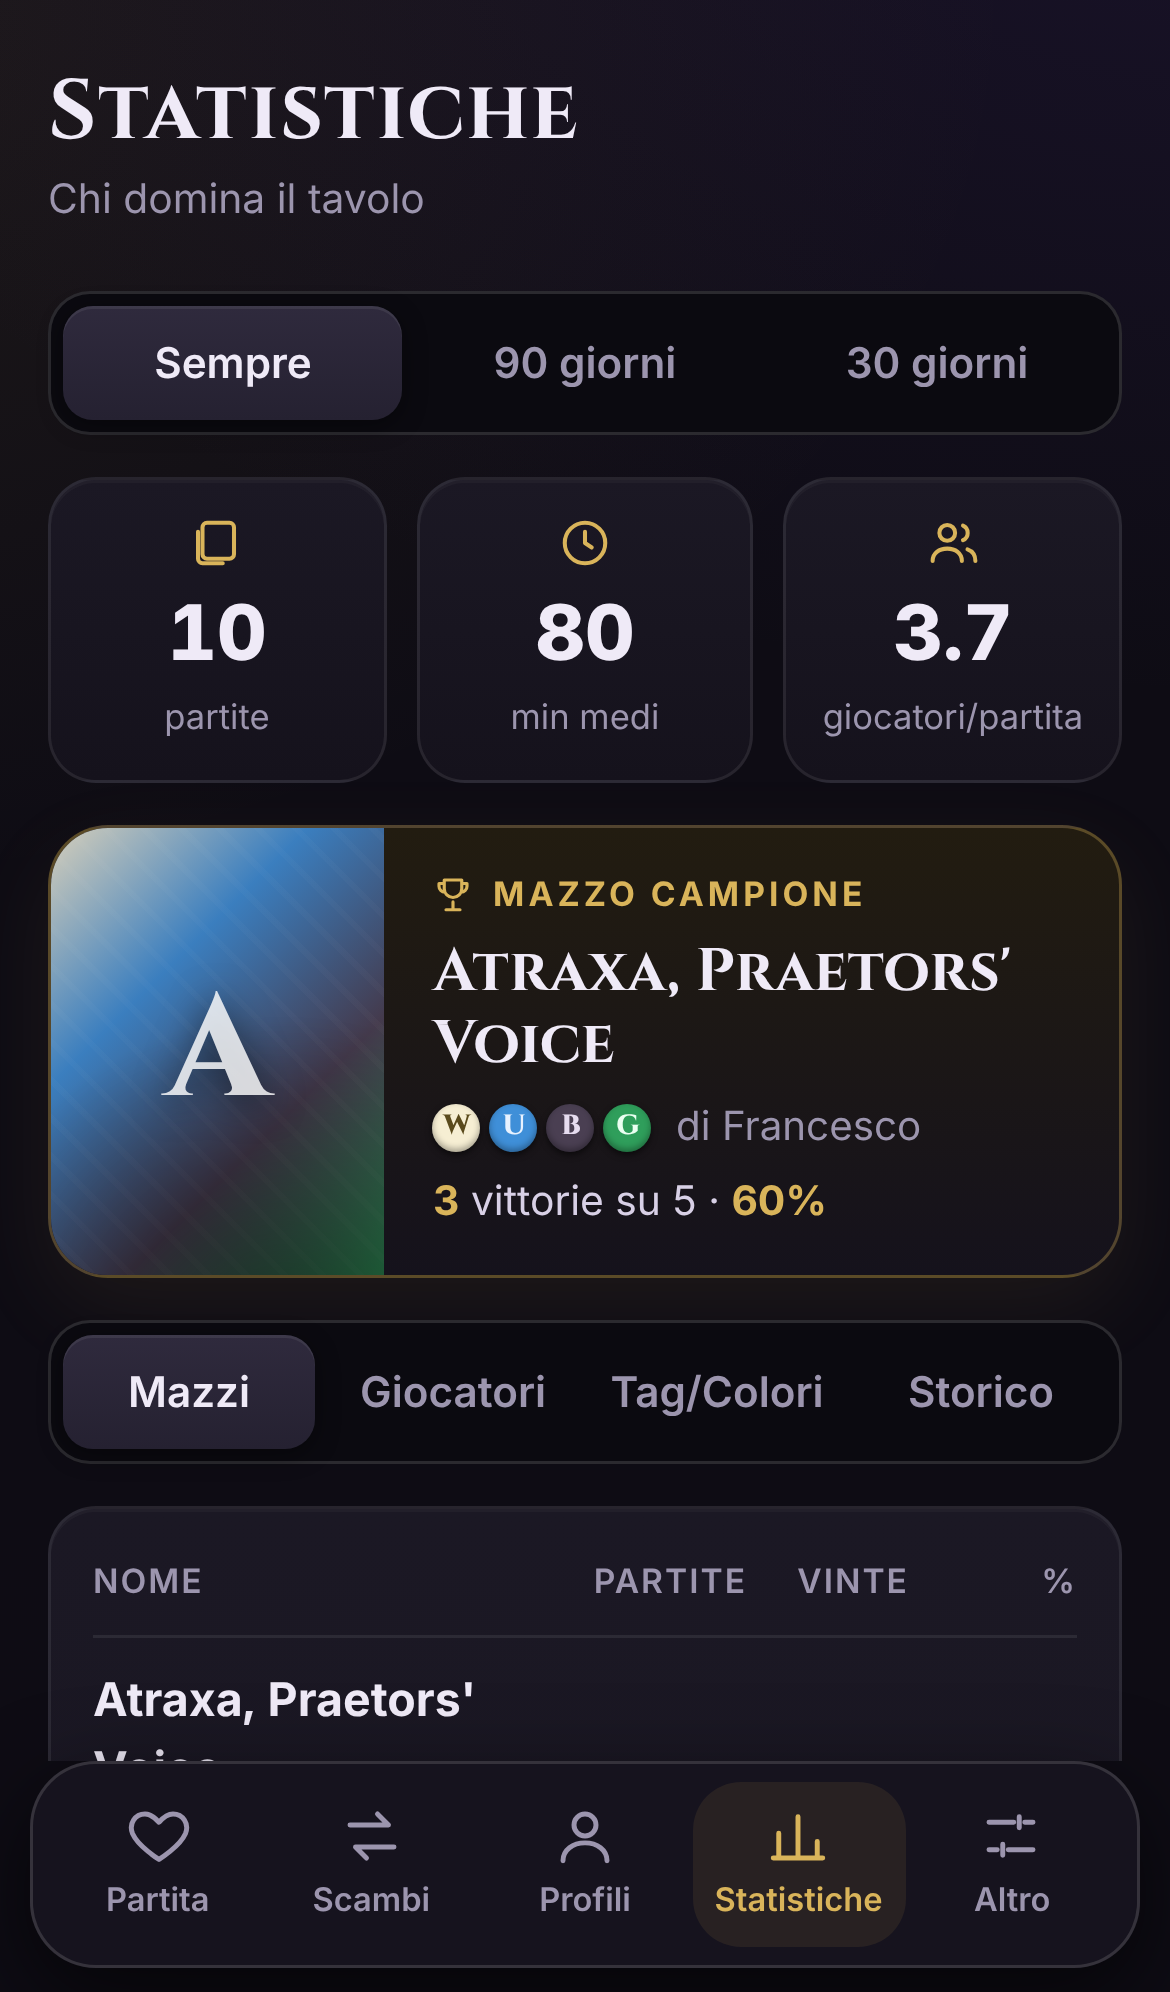 Statistiche
Chi domina il tavolo
Sempre 90 giorni 30 giorni
10 80 3.7
partite min medi giocatori/partita
MAZZO CAMPIONE
A
Atraxa, Praetors'
Voice
W U B G di Francesco
3 vittorie su 5 · 60%
Mazzi Giocatori Tag/Colori Storico
NOME PARTITE VINTE %
Atraxa, Praetors'
Voice
Partita Scambi Profili Statistiche Altro